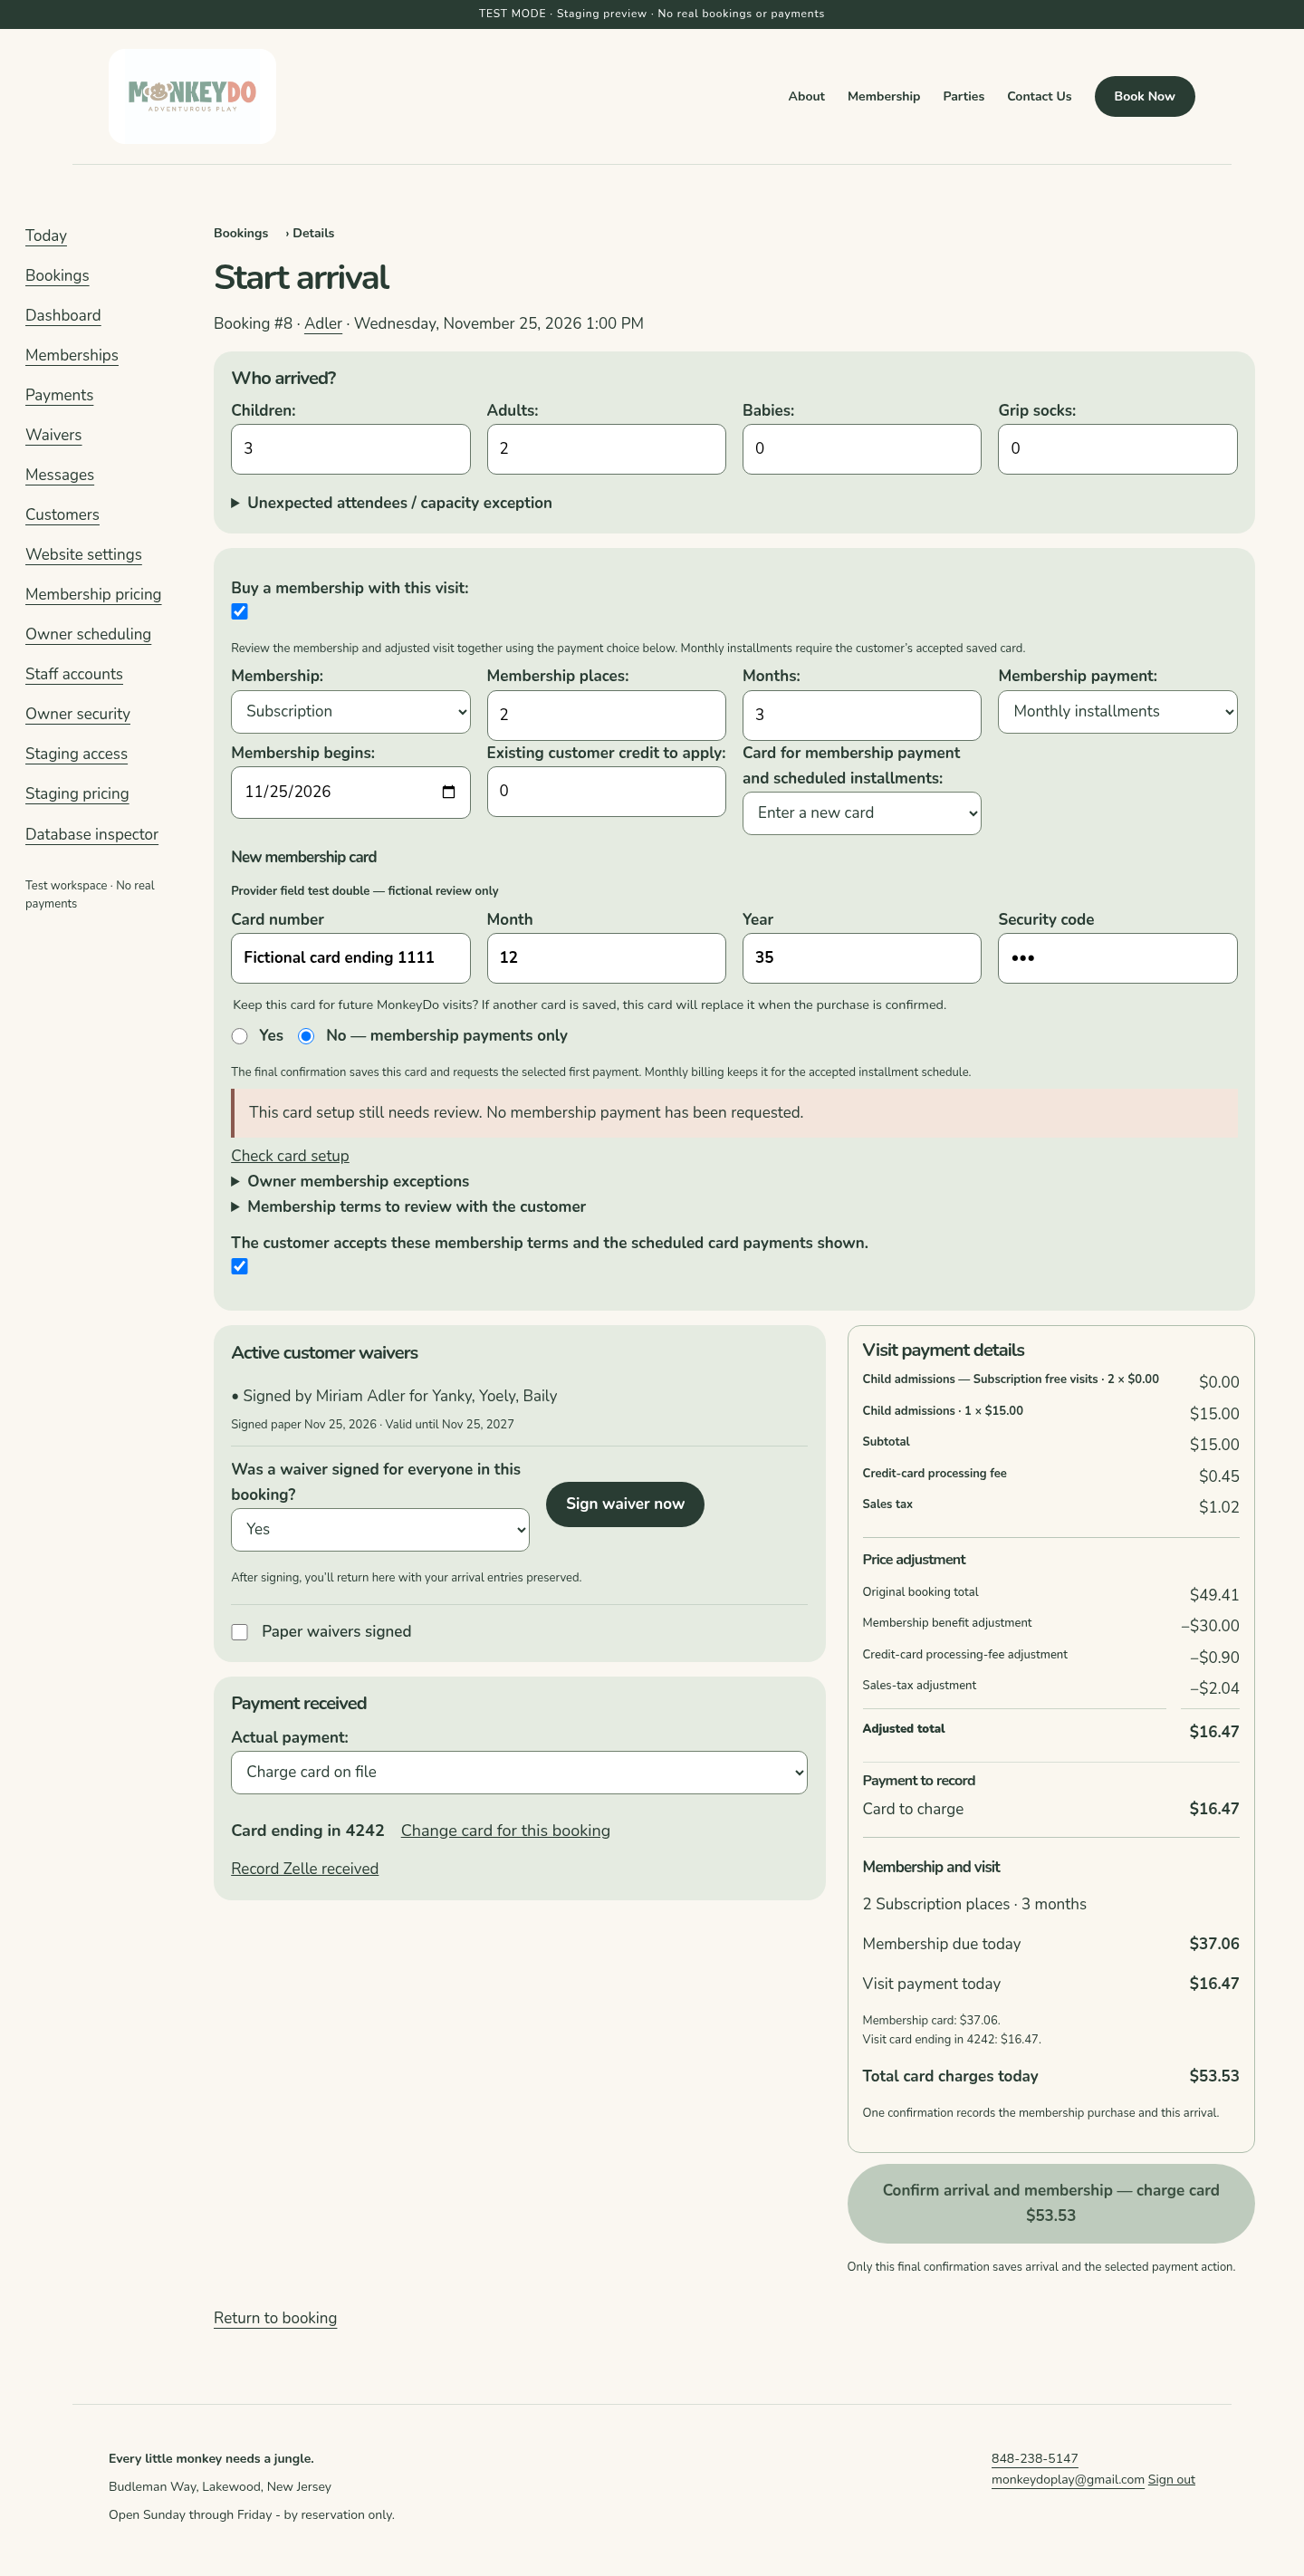 TEST MODE · Staging preview · No real bookings or payments
MONKEYDO
ADVENTUROUS PLAY
About Membership Parties Contact Us Book Now
Today
Bookings
Dashboard
Memberships
Payments
Waivers
Messages
Customers
Website settings
Membership pricing
Owner scheduling
Staff accounts
Owner security
Staging access
Staging pricing
Database inspector
Test workspace · No real
payments
Bookings › Details
Start arrival
Booking #8 · Adler · Wednesday, November 25, 2026 1:00 PM
Who arrived?
Children: Adults: Babies: Grip socks:
3 2 0 0
Unexpected attendees / capacity exception
Buy a membership with this visit:
Review the membership and adjusted visit together using the payment choice below. Monthly installments require the customer’s accepted saved card.
Membership: Membership places: Months: Membership payment:
Subscription 2 3 Monthly installments
Membership begins: Existing customer credit to apply: Card for membership payment
and scheduled installments:
11/25/2026 0 Enter a new card
New membership card
Provider field test double — fictional review only
Card number Month Year Security code
Fictional card ending 1111 12 35 •••
Keep this card for future MonkeyDo visits? If another card is saved, this card will replace it when the purchase is confirmed.
Yes No — membership payments only
The final confirmation saves this card and requests the selected first payment. Monthly billing keeps it for the accepted installment schedule.
This card setup still needs review. No membership payment has been requested.
Check card setup
Owner membership exceptions
Membership terms to review with the customer
The customer accepts these membership terms and the scheduled card payments shown.
Active customer waivers
• Signed by Miriam Adler for Yanky, Yoely, Baily
Signed paper Nov 25, 2026 · Valid until Nov 25, 2027
Was a waiver signed for everyone in this
booking?
Yes
Sign waiver now
After signing, you’ll return here with your arrival entries preserved.
Paper waivers signed
Payment received
Actual payment:
Charge card on file
Card ending in 4242 Change card for this booking
Record Zelle received
Visit payment details
Child admissions — Subscription free visits · 2 × $0.00 $0.00
Child admissions · 1 × $15.00 $15.00
Subtotal $15.00
Credit-card processing fee $0.45
Sales tax $1.02
Price adjustment
Original booking total $49.41
Membership benefit adjustment −$30.00
Credit-card processing-fee adjustment −$0.90
Sales-tax adjustment −$2.04
Adjusted total $16.47
Payment to record
Card to charge $16.47
Membership and visit
2 Subscription places · 3 months
Membership due today $37.06
Visit payment today $16.47
Membership card: $37.06.
Visit card ending in 4242: $16.47.
Total card charges today $53.53
One confirmation records the membership purchase and this arrival.
Confirm arrival and membership — charge card
$53.53
Only this final confirmation saves arrival and the selected payment action.
Return to booking
Every little monkey needs a jungle.
Budleman Way, Lakewood, New Jersey
Open Sunday through Friday - by reservation only.
848-238-5147
monkeydoplay@gmail.com Sign out